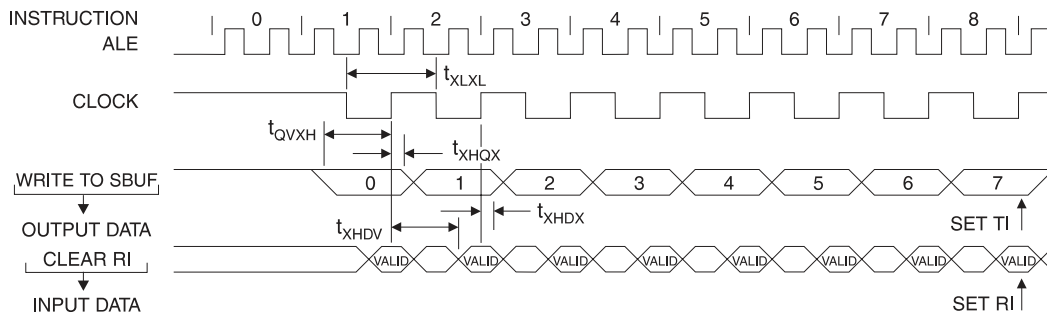 INSTRUCTION 0 1 2 3 4 5 6 7 8
ALE
tXLXL
CLOCK
tQVXH
tXHQX
WRITE TO SBUF 0 1 2 3 4 5 6 7
tXHDX
OUTPUT DATA
tXHDV
SET TI
CLEAR RI VALID VALID VALID VALID VALID VALID VALID VALID
INPUT DATA
SET RI